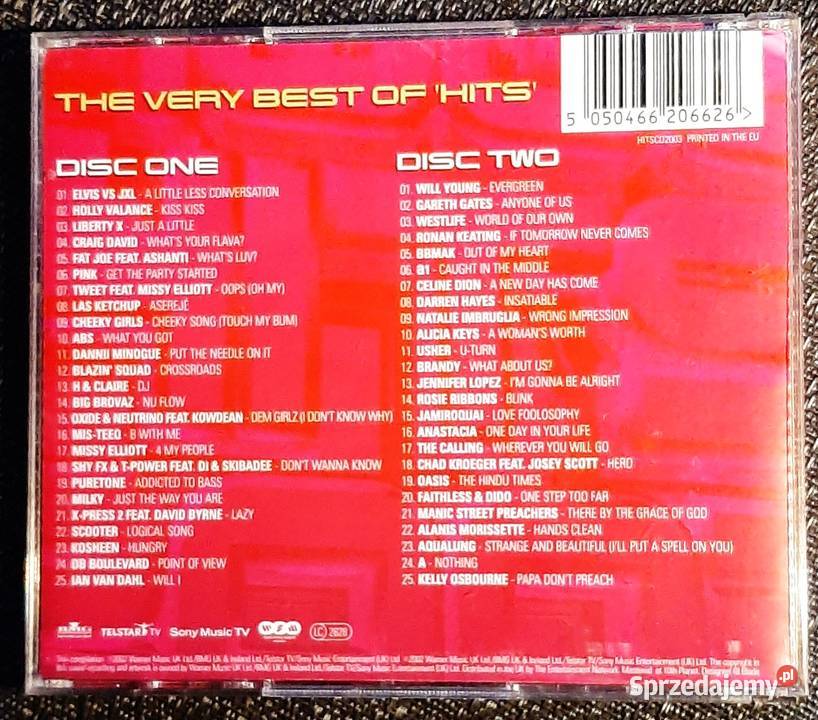 THE VERY BEST OF 'HITS'
5 050466 206626 >
HITSCD2003 PRINTED IN THE EU
DISC ONE
01. ELVIS VS JXL - A LITTLE LESS CONVERSATION
02. HOLLY VALANCE - KISS KISS
03. LIBERTY X - JUST A LITTLE
04. CRAIG DAVID - WHAT'S YOUR FLAVA?
05. FAT JOE FEAT. ASHANTI - WHAT'S LUV?
06. PINK - GET THE PARTY STARTED
07. TWEET FEAT. MISSY ELLIOTT - OOPS (OH MY)
08. LAS KETCHUP - ASEREJÉ
09. CHEEKY GIRLS - CHEEKY SONG (TOUCH MY BUM)
10. ABS - WHAT YOU GOT
11. DANNII MINOGUE - PUT THE NEEDLE ON IT
12. BLAZIN' SQUAD - CROSSROADS
13. H & CLAIRE - DJ
14. BIG BROVAZ - NU FLOW
15. OXIDE & NEUTRINO FEAT. KOWDEAN - DEM GIRLZ (I DON'T KNOW WHY)
16. MIS-TEEQ - B WITH ME
17. MISSY ELLIOTT - 4 MY PEOPLE
18. SHY FX & T-POWER FEAT. DI & SKIBADEE - DON'T WANNA KNOW
19. PURETONE - ADDICTED TO BASS
20. MILKY - JUST THE WAY YOU ARE
21. X-PRESS 2 FEAT. DAVID BYRNE - LAZY
22. SCOOTER - LOGICAL SONG
23. KOSHEEN - HUNGRY
24. DB BOULEVARD - POINT OF VIEW
25. IAN VAN DAHL - WILL I
DISC TWO
01. WILL YOUNG - EVERGREEN
02. GARETH GATES - ANYONE OF US
03. WESTLIFE - WORLD OF OUR OWN
04. RONAN KEATING - IF TOMORROW NEVER COMES
05. BBMAK - OUT OF MY HEART
06. a1 - CAUGHT IN THE MIDDLE
07. CELINE DION - A NEW DAY HAS COME
08. DARREN HAYES - INSATIABLE
09. NATALIE IMBRUGLIA - WRONG IMPRESSION
10. ALICIA KEYS - A WOMAN'S WORTH
11. USHER - U-TURN
12. BRANDY - WHAT ABOUT US?
13. JENNIFER LOPEZ - I'M GONNA BE ALRIGHT
14. ROSIE RIBBONS - BLINK
15. JAMIROQUAI - LOVE FOOLOSOPHY
16. ANASTACIA - ONE DAY IN YOUR LIFE
17. THE CALLING - WHEREVER YOU WILL GO
18. CHAD KROEGER FEAT. JOSEY SCOTT - HERO
19. OASIS - THE HINDU TIMES
20. FAITHLESS & DIDO - ONE STEP TOO FAR
21. MANIC STREET PREACHERS - THERE BY THE GRACE OF GOD
22. ALANIS MORISSETTE - HANDS CLEAN
23. AQUALUNG - STRANGE AND BEAUTIFUL (I'LL PUT A SPELL ON YOU)
24. A - NOTHING
25. KELLY OSBOURNE - PAPA DON'T PREACH
BMG TELSTAR TV Sony Music TV wsm LC 2828
Sprzedajemy.pl